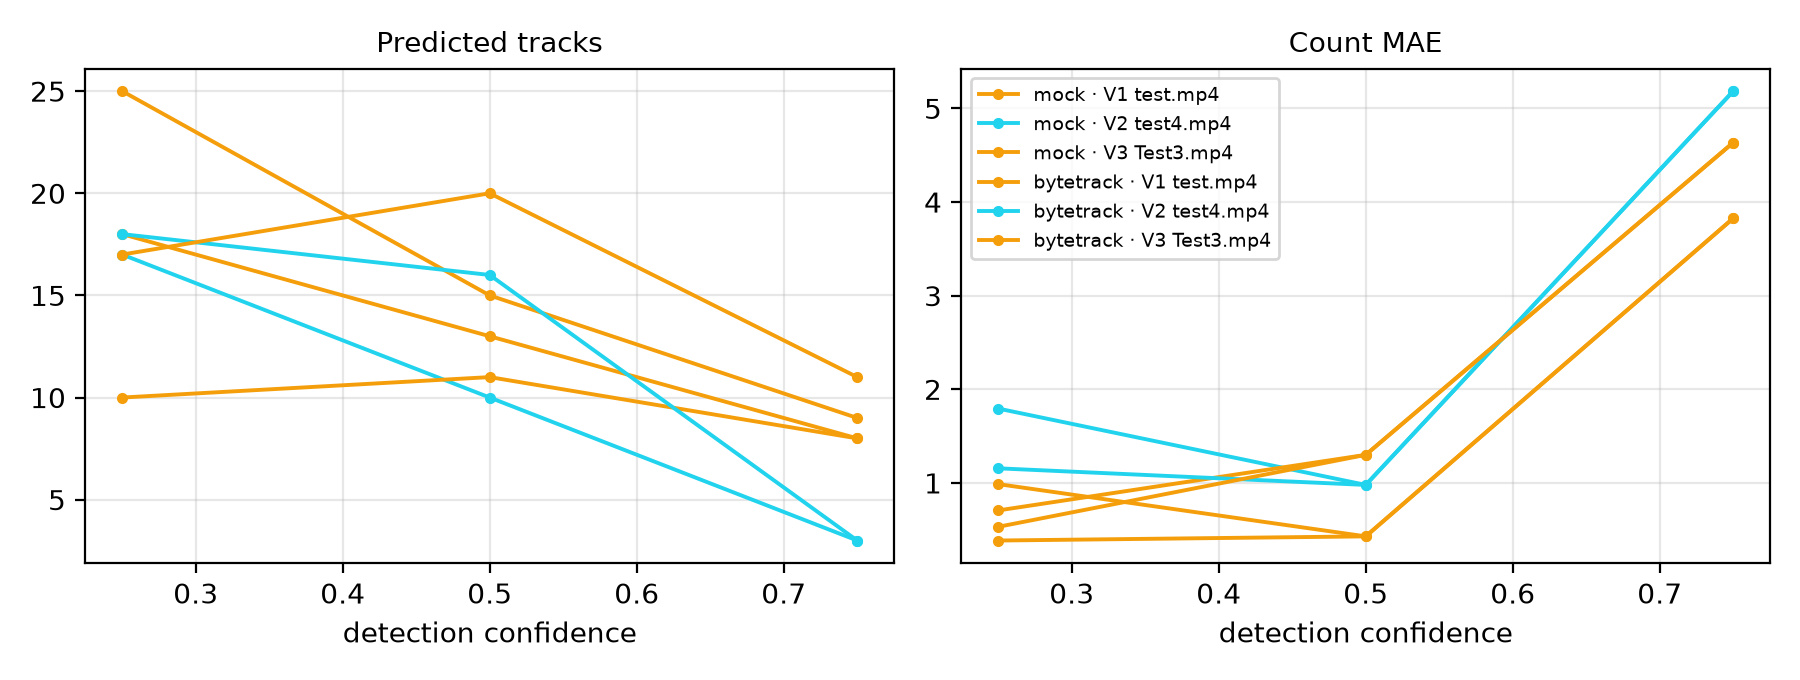 Predicted tracks
25
20
15
10
5
0.3 0.4 0.5 0.6 0.7
detection confidence
Count MAE
mock · V1 test.mp4
mock · V2 test4.mp4
mock · V3 Test3.mp4
bytetrack · V1 test.mp4
bytetrack · V2 test4.mp4
bytetrack · V3 Test3.mp4
5
4
3
2
1
0.3 0.4 0.5 0.6 0.7
detection confidence